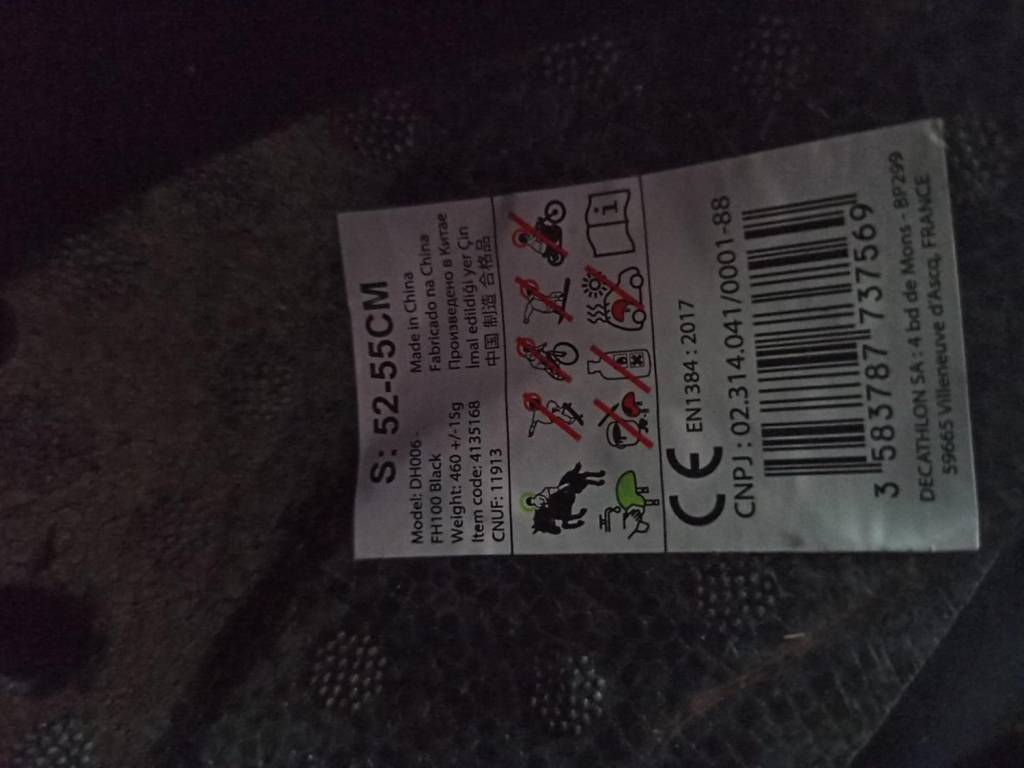 S: 52-55CM
Model: DH006 -
FH100 Black
Weight: 460 +/-15g
Item code: 4135168
CNUF: 11913
Made in China
Fabricado na China
Произведено в Китае
İmal edildiği yer Çin
中国 制造 合格品
i
CE EN1384 : 2017
CNPJ : 02.314.041/0001-88
3 583787 737569
DECATHLON SA : 4 bd de Mons - BP299
59665 Villeneuve d'Ascq, FRANCE